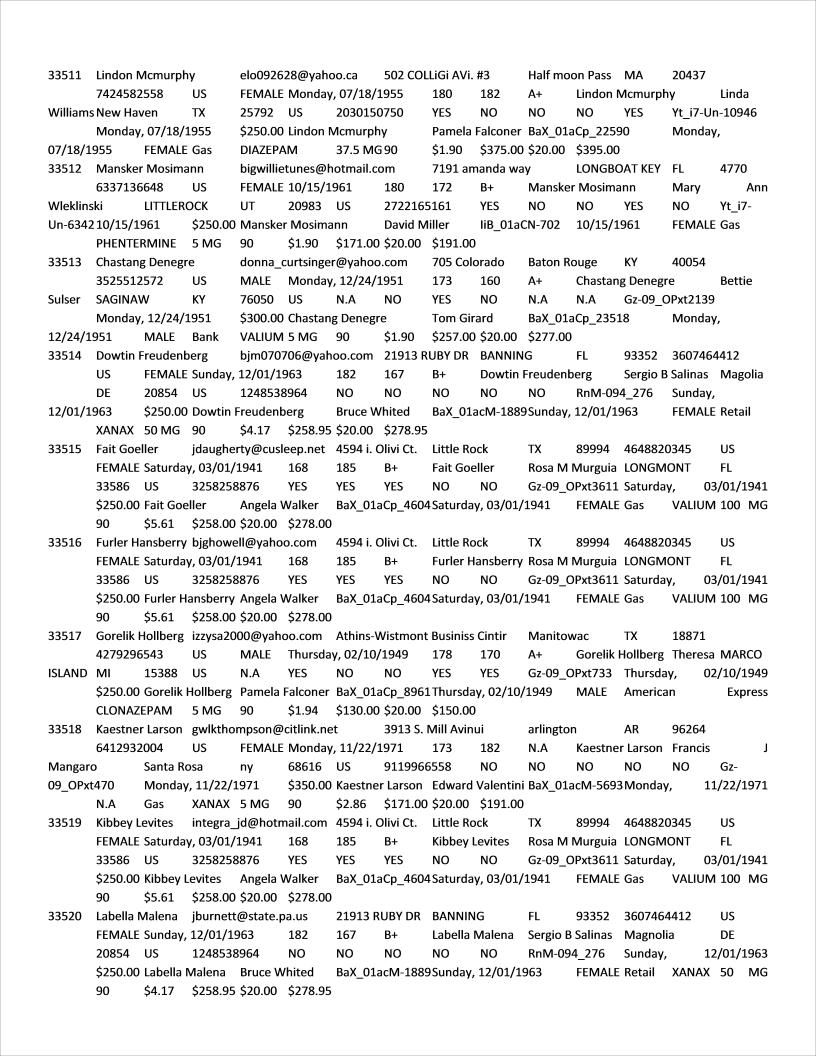 33511 Lindon Mcmurphy elo092628@yahoo.ca 502 COLLiGi AVi. #3 Half moon Pass MA 20437
7424582558 US FEMALE Monday, 07/18/1955 180 182 A+ Lindon Mcmurphy Linda
Williams New Haven TX 25792 US 2030150750 YES NO NO NO YES Yt_i7-Un-10946
Monday, 07/18/1955 $250.00 Lindon Mcmurphy Pamela Falconer BaX_01aCp_22590 Monday,
07/18/1955 FEMALE Gas DIAZEPAM 37.5 MG 90 $1.90 $375.00 $20.00 $395.00
33512 Mansker Mosimann bigwillietunes@hotmail.com 7191 amanda way LONGBOAT KEY FL 4770
6337136648 US FEMALE 10/15/1961 180 172 B+ Mansker Mosimann Mary Ann
Wleklinski LITTLEROCK UT 20983 US 2722165161 YES NO NO YES NO Yt_i7-
Un-6342 10/15/1961 $250.00 Mansker Mosimann David Miller IiB_01aCN-702 10/15/1961 FEMALE Gas
PHENTERMINE 5 MG 90 $1.90 $171.00 $20.00 $191.00
33513 Chastang Denegre donna_curtsinger@yahoo.com 705 Colorado Baton Rouge KY 40054
3525512572 US MALE Monday, 12/24/1951 173 160 A+ Chastang Denegre Bettie
Sulser SAGINAW KY 76050 US N.A NO YES NO N.A N.A Gz-09_OPxt2139
Monday, 12/24/1951 $300.00 Chastang Denegre Tom Girard BaX_01aCp_23518 Monday,
12/24/1951 MALE Bank VALIUM 5 MG 90 $1.90 $257.00 $20.00 $277.00
33514 Dowtin Freudenberg bjm070706@yahoo.com 21913 RUBY DR BANNING FL 93352 3607464412
US FEMALE Sunday, 12/01/1963 182 167 B+ Dowtin Freudenberg Sergio B Salinas Magolia
DE 20854 US 1248538964 NO NO NO NO NO RnM-094_276 Sunday,
12/01/1963 $250.00 Dowtin Freudenberg Bruce Whited BaX_01acM-1889 Sunday, 12/01/1963 FEMALE Retail
XANAX 50 MG 90 $4.17 $258.95 $20.00 $278.95
33515 Fait Goeller jdaugherty@cusleep.net 4594 i. Olivi Ct. Little Rock TX 89994 4648820345 US
FEMALE Saturday, 03/01/1941 168 185 B+ Fait Goeller Rosa M Murguia LONGMONT FL
33586 US 3258258876 YES YES YES NO NO Gz-09_OPxt3611 Saturday, 03/01/1941
$250.00 Fait Goeller Angela Walker BaX_01aCp_4604 Saturday, 03/01/1941 FEMALE Gas VALIUM 100 MG
90 $5.61 $258.00 $20.00 $278.00
33516 Furler Hansberry bjghowell@yahoo.com 4594 i. Olivi Ct. Little Rock TX 89994 4648820345 US
FEMALE Saturday, 03/01/1941 168 185 B+ Furler Hansberry Rosa M Murguia LONGMONT FL
33586 US 3258258876 YES YES YES NO NO Gz-09_OPxt3611 Saturday, 03/01/1941
$250.00 Furler Hansberry Angela Walker BaX_01aCp_4604 Saturday, 03/01/1941 FEMALE Gas VALIUM 100 MG
90 $5.61 $258.00 $20.00 $278.00
33517 Gorelik Hollberg izzysa2000@yahoo.com Athins-Wistmont Businiss Cintir Manitowac TX 18871
4279296543 US MALE Thursday, 02/10/1949 178 170 A+ Gorelik Hollberg Theresa MARCO
ISLAND MI 15388 US N.A YES NO NO YES YES Gz-09_OPxt733 Thursday, 02/10/1949
$250.00 Gorelik Hollberg Pamela Falconer BaX_01aCp_8961 Thursday, 02/10/1949 MALE American Express
CLONAZEPAM 5 MG 90 $1.94 $130.00 $20.00 $150.00
33518 Kaestner Larson gwlkthompson@citlink.net 3913 S. Mill Avinui arlington AR 96264
6412932004 US FEMALE Monday, 11/22/1971 173 182 N.A Kaestner Larson Francis J
Mangaro Santa Rosa ny 68616 US 9119966558 NO NO NO NO NO Gz-
09_OPxt470 Monday, 11/22/1971 $350.00 Kaestner Larson Edward Valentini BaX_01acM-5693 Monday, 11/22/1971
N.A Gas XANAX 5 MG 90 $2.86 $171.00 $20.00 $191.00
33519 Kibbey Levites integra_jd@hotmail.com 4594 i. Olivi Ct. Little Rock TX 89994 4648820345 US
FEMALE Saturday, 03/01/1941 168 185 B+ Kibbey Levites Rosa M Murguia LONGMONT FL
33586 US 3258258876 YES YES YES NO NO Gz-09_OPxt3611 Saturday, 03/01/1941
$250.00 Kibbey Levites Angela Walker BaX_01aCp_4604 Saturday, 03/01/1941 FEMALE Gas VALIUM 100 MG
90 $5.61 $258.00 $20.00 $278.00
33520 Labella Malena jburnett@state.pa.us 21913 RUBY DR BANNING FL 93352 3607464412 US
FEMALE Sunday, 12/01/1963 182 167 B+ Labella Malena Sergio B Salinas Magnolia DE
20854 US 1248538964 NO NO NO NO NO RnM-094_276 Sunday, 12/01/1963
$250.00 Labella Malena Bruce Whited BaX_01acM-1889 Sunday, 12/01/1963 FEMALE Retail XANAX 50 MG
90 $4.17 $258.95 $20.00 $278.95